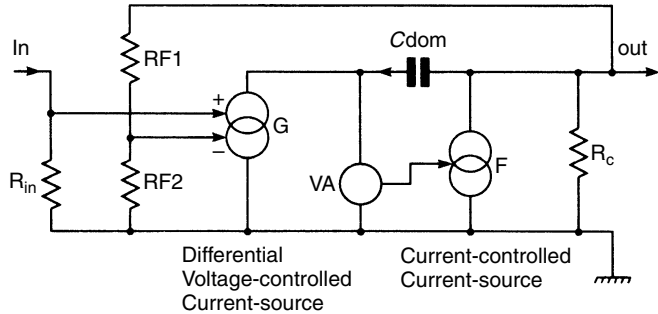 Cdom
In
out
RF1
+
G
–
Rin
RF2
VA
F
Rc
Differential
Voltage-controlled
Current-source
Current-controlled
Current-source